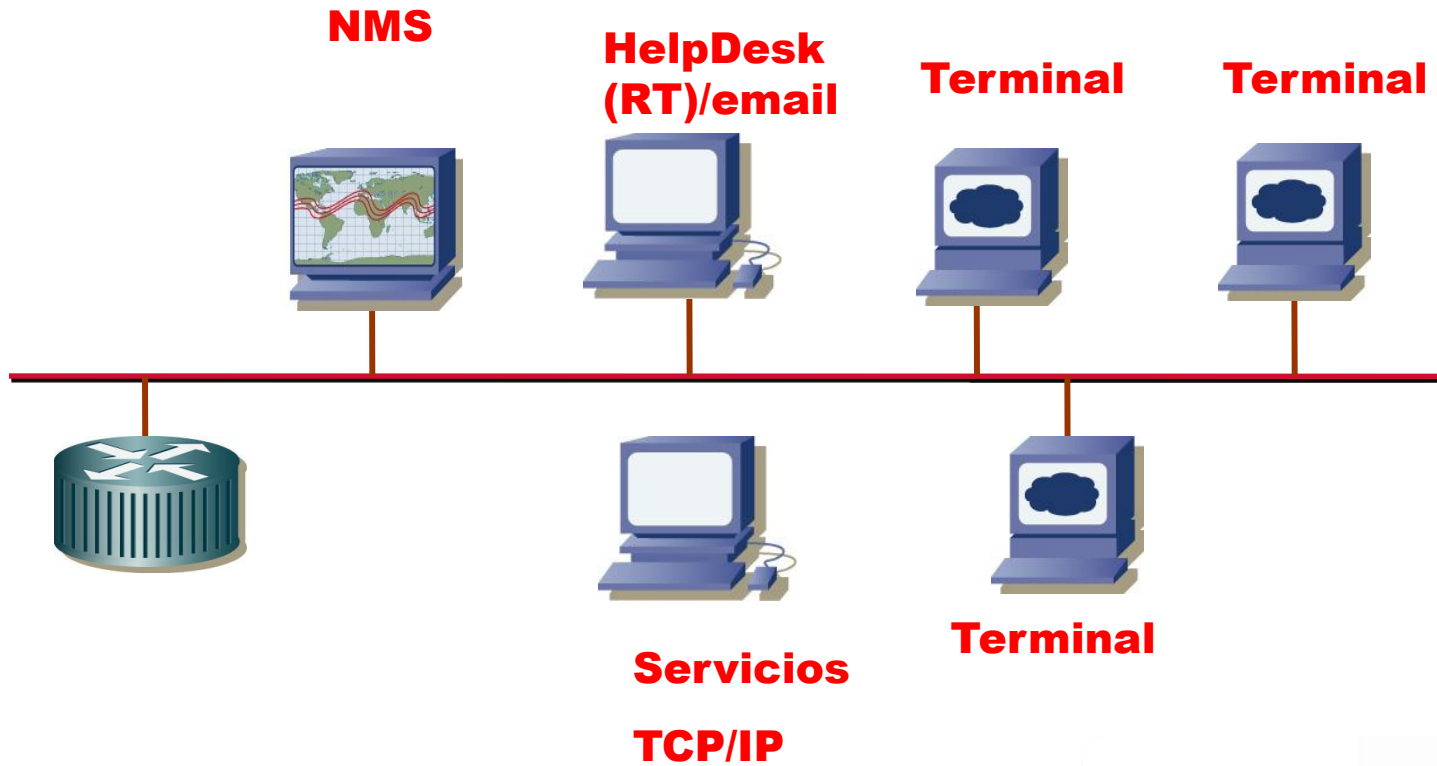 NMS
HelpDesk
(RT)/email
Terminal
Terminal
Servicios
TCP/IP
Terminal